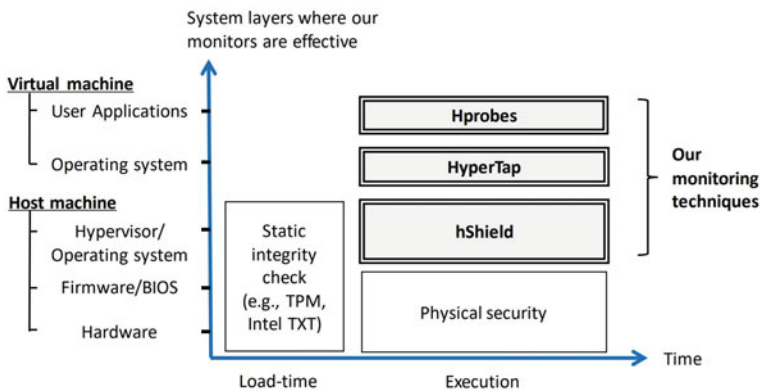 System layers where our
monitors are effective
Virtual machine
User Applications
Operating system
Host machine
Hypervisor/
Operating system
Firmware/BIOS
Hardware
Hprobes
HyperTap
hShield
Our
monitoring
techniques
Static
integrity
check
(e.g., TPM,
Intel TXT)
Physical security
Time
Load-time
Execution